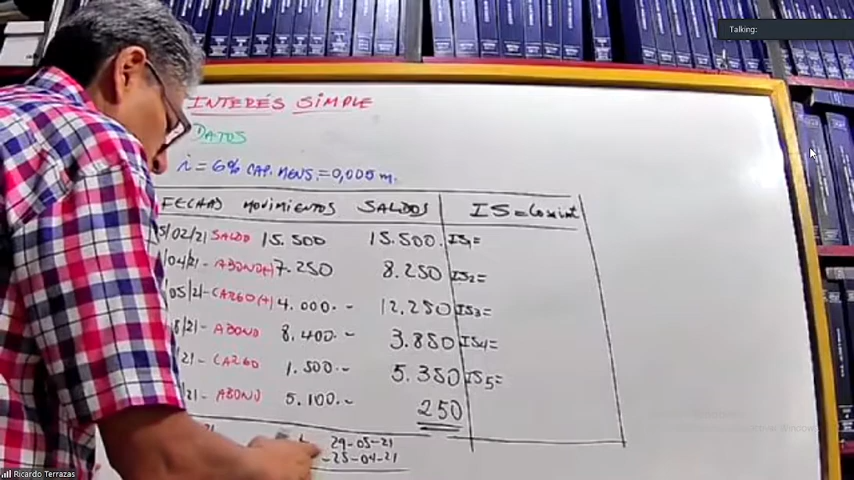 Talking:
INTERÉS SIMPLE
DATOS
i = 6% CAP. MENS. = 0,005 m.
FECHAS MOVIMIENTOS SALDOS IS = Co x i x t
5/02/21 SALDO 15.500 15.500. IS1=
/04/21- ABONO(-) 7.250 8.250 IS2=
/05/21- CARGO(+) 4.000.- 12.250 IS3=
8/21- ABONO 8.400.- 3.850 IS4=
/21- CARGO 1.500.- 5.350 IS5=
/21- ABONO 5.100.- 250
29-05-21
-25-04-21
Ricardo Terrazas